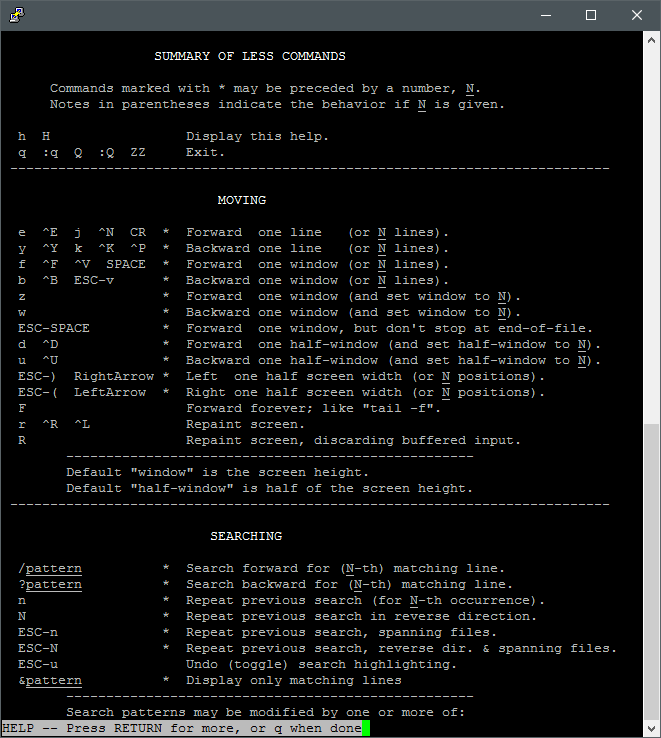 SUMMARY OF LESS COMMANDS
Commands marked with * may be preceded by a number, N.
Notes in parentheses indicate the behavior if N is given.
h  H                 Display this help.
q  :q  Q  :Q  ZZ     Exit.
---------------------------------------------------------------------------
MOVING
e  ^E  j  ^N  CR  *  Forward  one line   (or N lines).
y  ^Y  k  ^K  ^P  *  Backward one line   (or N lines).
f  ^F  ^V  SPACE  *  Forward  one window (or N lines).
b  ^B  ESC-v      *  Backward one window (or N lines).
z                 *  Forward  one window (and set window to N).
w                 *  Backward one window (and set window to N).
ESC-SPACE         *  Forward  one window, but don't stop at end-of-file.
d  ^D             *  Forward  one half-window (and set half-window to N).
u  ^U             *  Backward one half-window (and set half-window to N).
ESC-)  RightArrow *  Left  one half screen width (or N positions).
ESC-(  LeftArrow  *  Right one half screen width (or N positions).
F                    Forward forever; like "tail -f".
r  ^R  ^L            Repaint screen.
R                    Repaint screen, discarding buffered input.
---------------------------------------------------
Default "window" is the screen height.
Default "half-window" is half of the screen height.
---------------------------------------------------------------------------
SEARCHING
/pattern          *  Search forward for (N-th) matching line.
?pattern          *  Search backward for (N-th) matching line.
n                 *  Repeat previous search (for N-th occurrence).
N                 *  Repeat previous search in reverse direction.
ESC-n             *  Repeat previous search, spanning files.
ESC-N             *  Repeat previous search, reverse dir. & spanning files.
ESC-u                Undo (toggle) search highlighting.
&pattern          *  Display only matching lines
---------------------------------------------------
Search patterns may be modified by one or more of:
HELP -- Press RETURN for more, or q when done